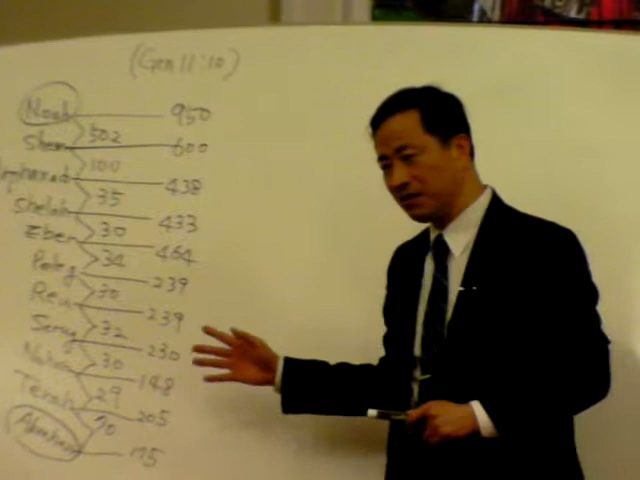 (Gen 11:10)
Noah 950
502
Shem 600
100
Arphaxad 438
35
Shelah 433
30
Eber 464
34
Peleg 239
30
Reu 239
32
Serug 230
30
Nahor 148
29
Terah 205
70
Abraham 175